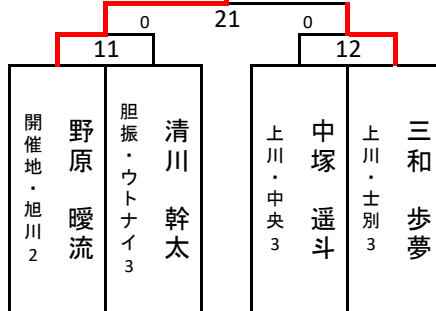 0
21
0
11
12
開催地・旭川2
野原 曖流
胆振・ウトナイ3
清川 幹太
上川・中央3
中塚 遥斗
上川・士別3
三和 歩夢